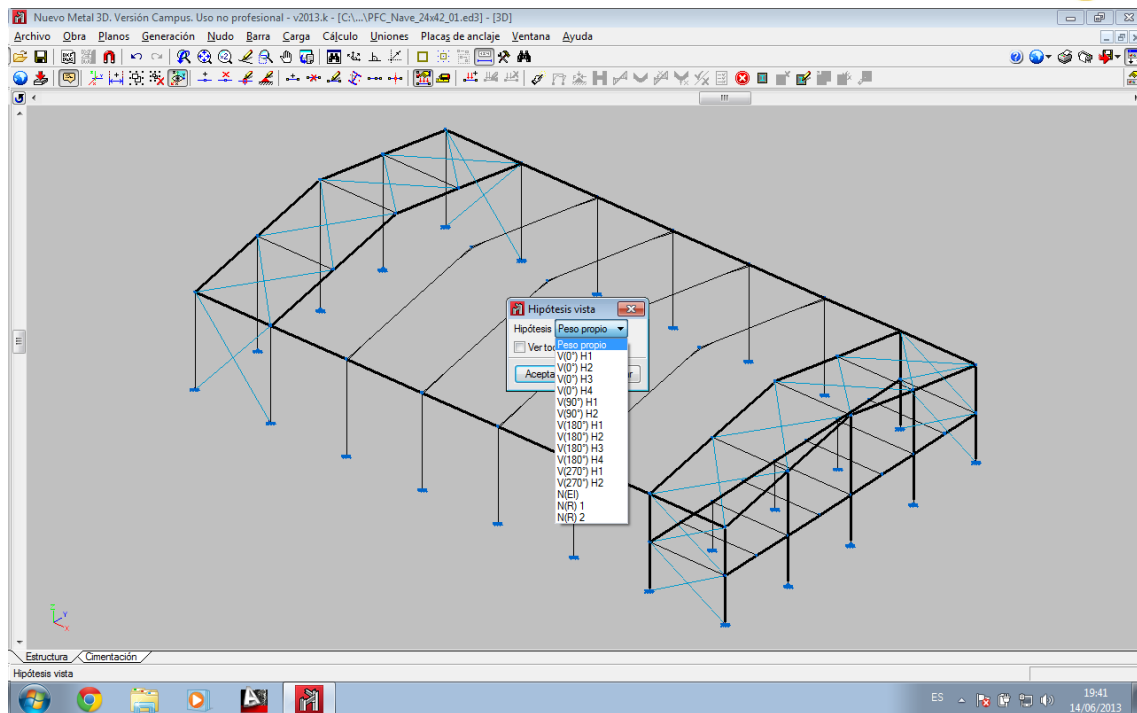 Nuevo Metal 3D. Versión Campus. Uso no profesional - v2013.k - [C:\...\PFC_Nave_24x42_01.ed3] - [3D]
Archivo Obra Planos Generación Nudo Barra Carga Cálculo Uniones Placas de anclaje Ventana Ayuda
Hipótesis vista
Hipótesis Peso propio
Ver to
Peso propio
V(0°) H1
Acepta
V(0°) H2
V(0°) H3
V(0°) H4
V(90°) H1
V(90°) H2
V(180°) H1
V(180°) H2
V(180°) H3
V(180°) H4
V(270°) H1
V(270°) H2
N(EI)
N(R) 1
N(R) 2
Z Y X
Estructura Cimentación
Hipótesis vista
ES 19:41
14/06/2013